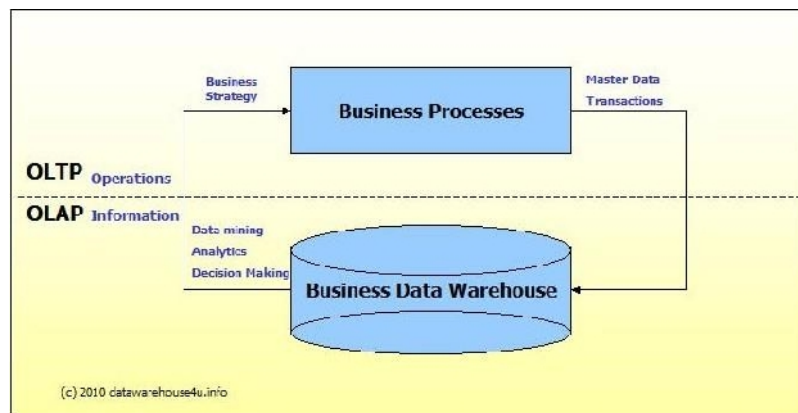 Business
Strategy
Business Processes
Master Data
Transactions
OLTP Operations
OLAP Information
Data mining
Analytics
Decision Making
Business Data Warehouse
(c) 2010 datawarehouse4u.info